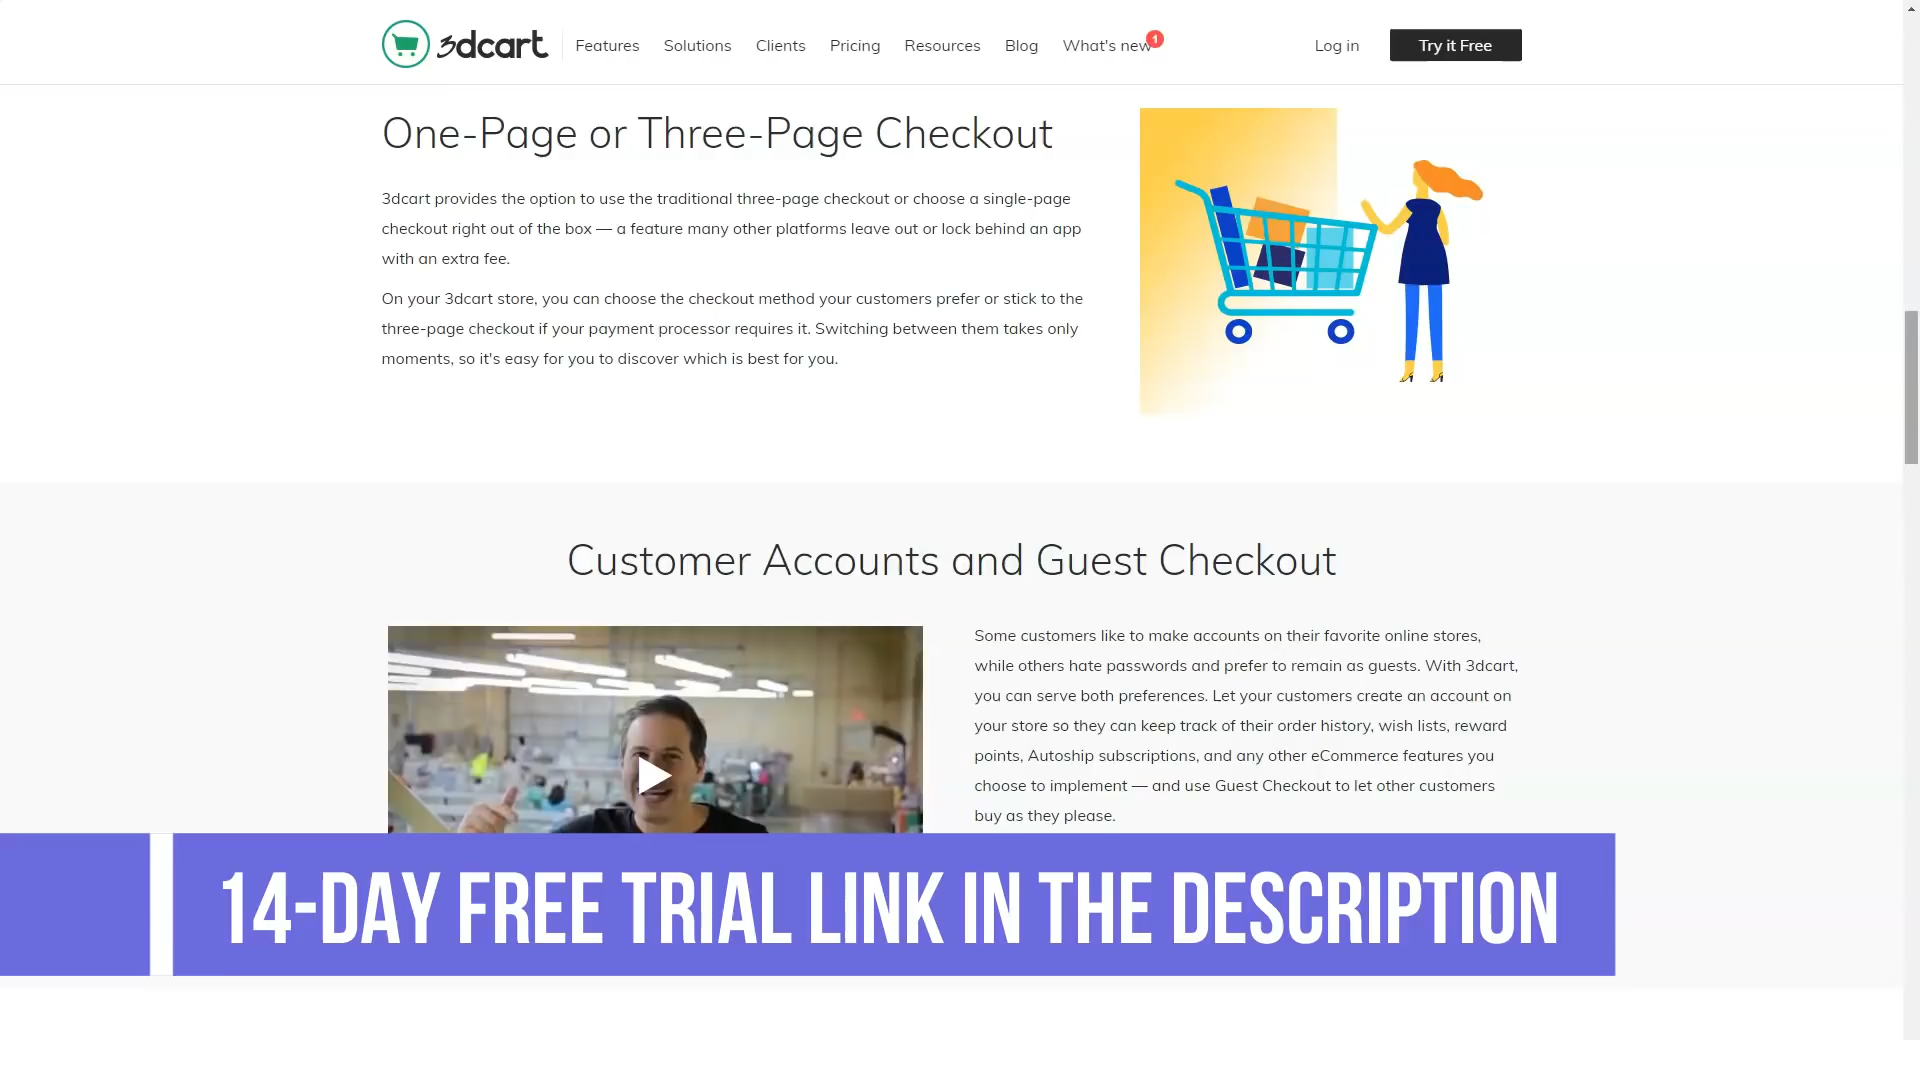 3dcart
Features Solutions Clients Pricing Resources Blog What's new 1 Log in Try it Free
One-Page or Three-Page Checkout
3dcart provides the option to use the traditional three-page checkout or choose a single-page
checkout right out of the box — a feature many other platforms leave out or lock behind an app
with an extra fee.
On your 3dcart store, you can choose the checkout method your customers prefer or stick to the
three-page checkout if your payment processor requires it. Switching between them takes only
moments, so it's easy for you to discover which is best for you.
Customer Accounts and Guest Checkout
Some customers like to make accounts on their favorite online stores,
while others hate passwords and prefer to remain as guests. With 3dcart,
you can serve both preferences. Let your customers create an account on
your store so they can keep track of their order history, wish lists, reward
points, Autoship subscriptions, and any other eCommerce features you
choose to implement — and use Guest Checkout to let other customers
buy as they please.
14-DAY FREE TRIAL LINK IN THE DESCRIPTION